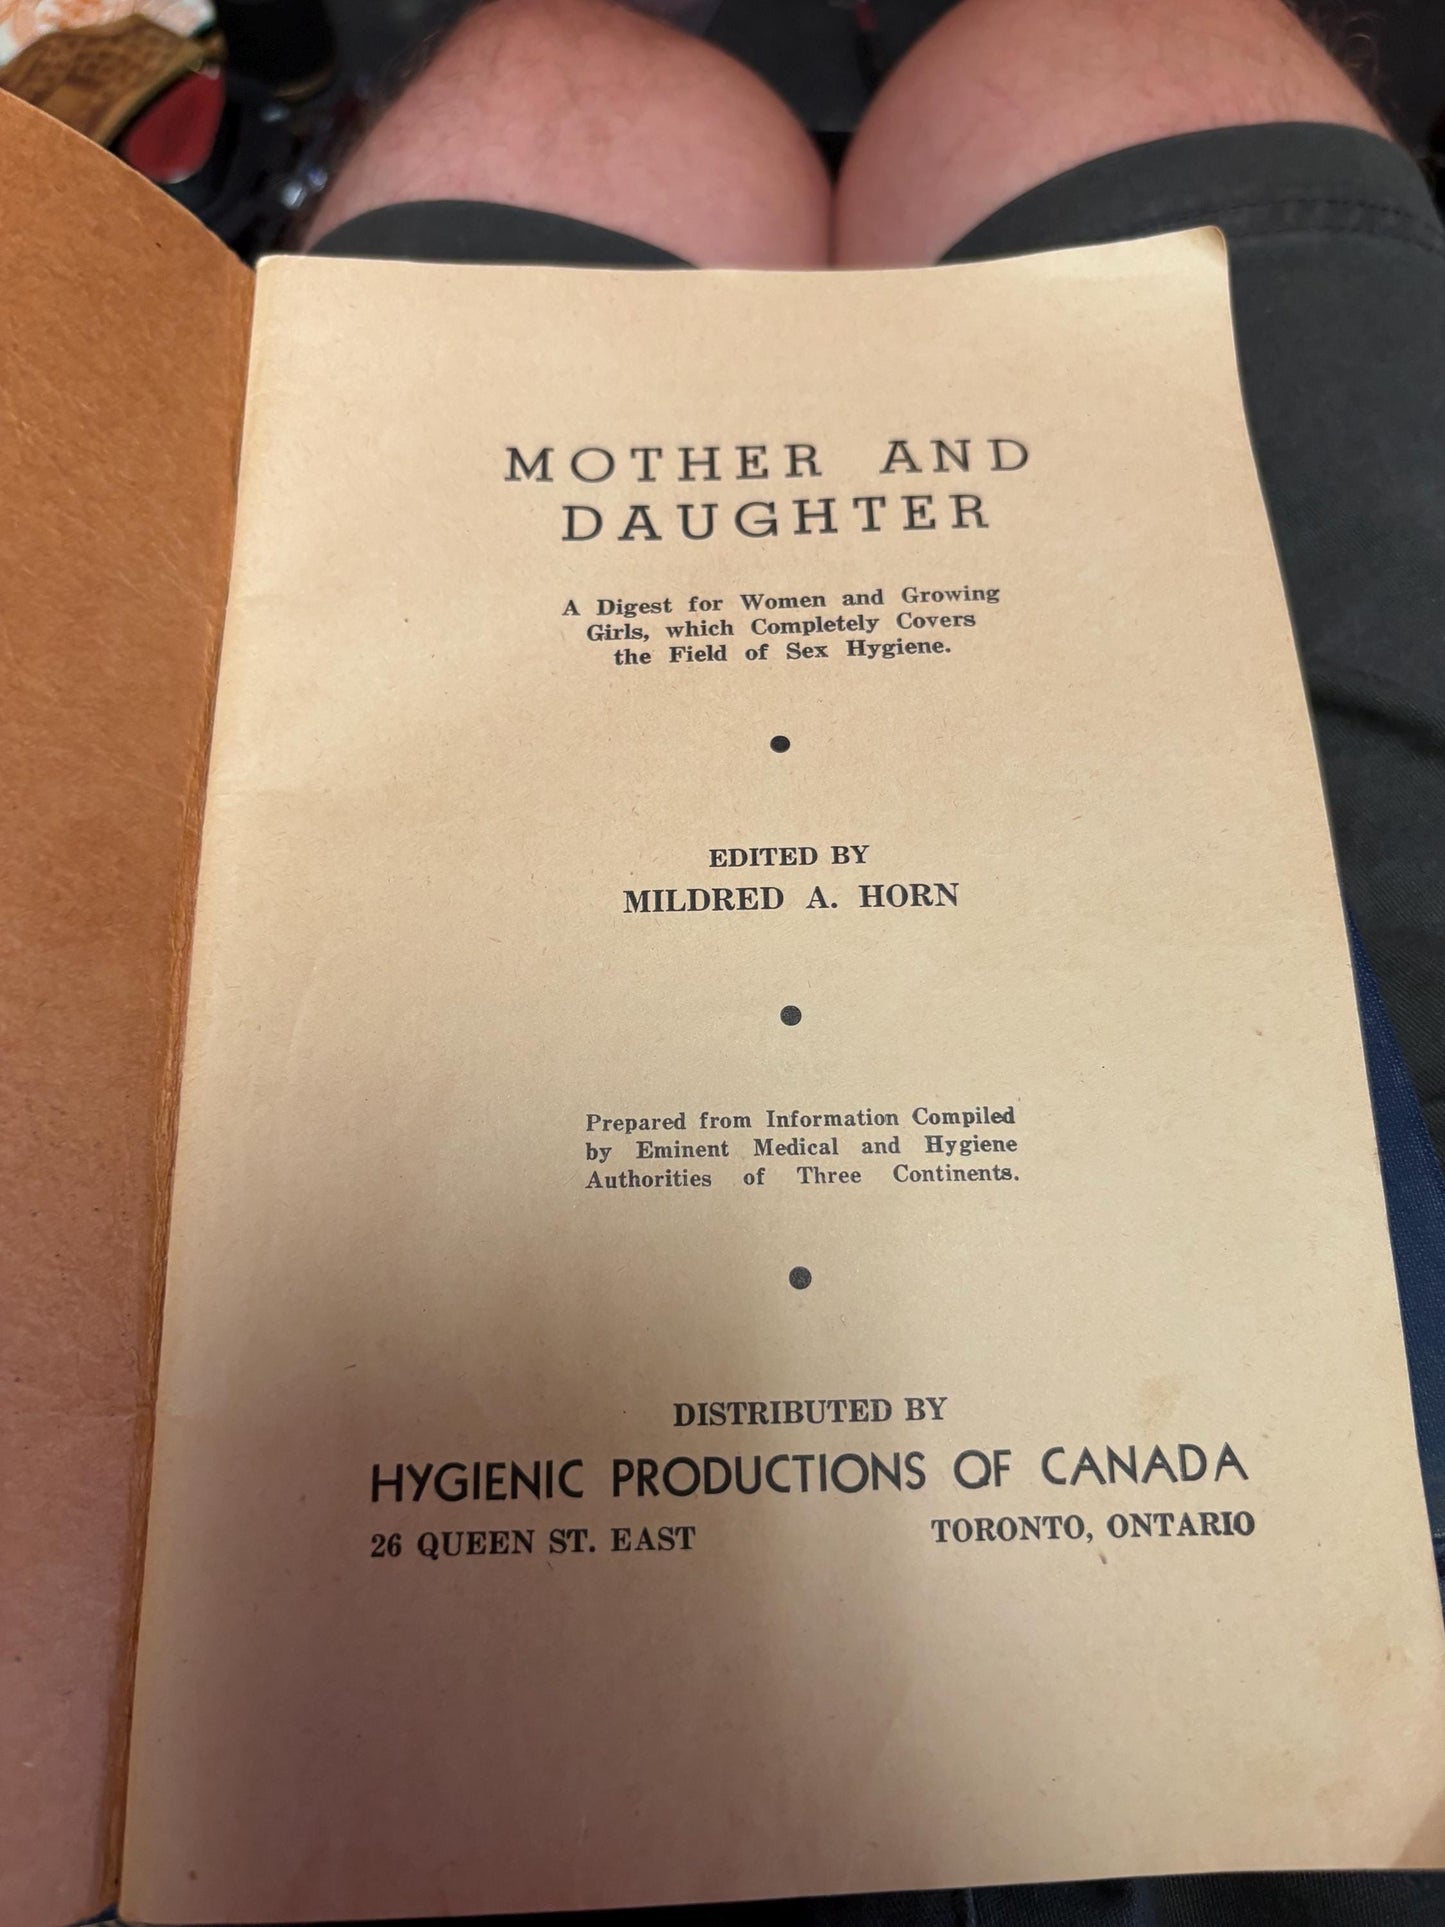 MOTHER AND
DAUGHTER
A Digest for Women and Growing
Girls, which Completely Covers
the Field of Sex Hygiene.
EDITED BY
MILDRED A. HORN
Prepared from Information Compiled
by Eminent Medical and Hygiene
Authorities of Three Continents.
DISTRIBUTED BY
HYGIENIC PRODUCTIONS OF CANADA
26 QUEEN ST. EAST TORONTO, ONTARIO